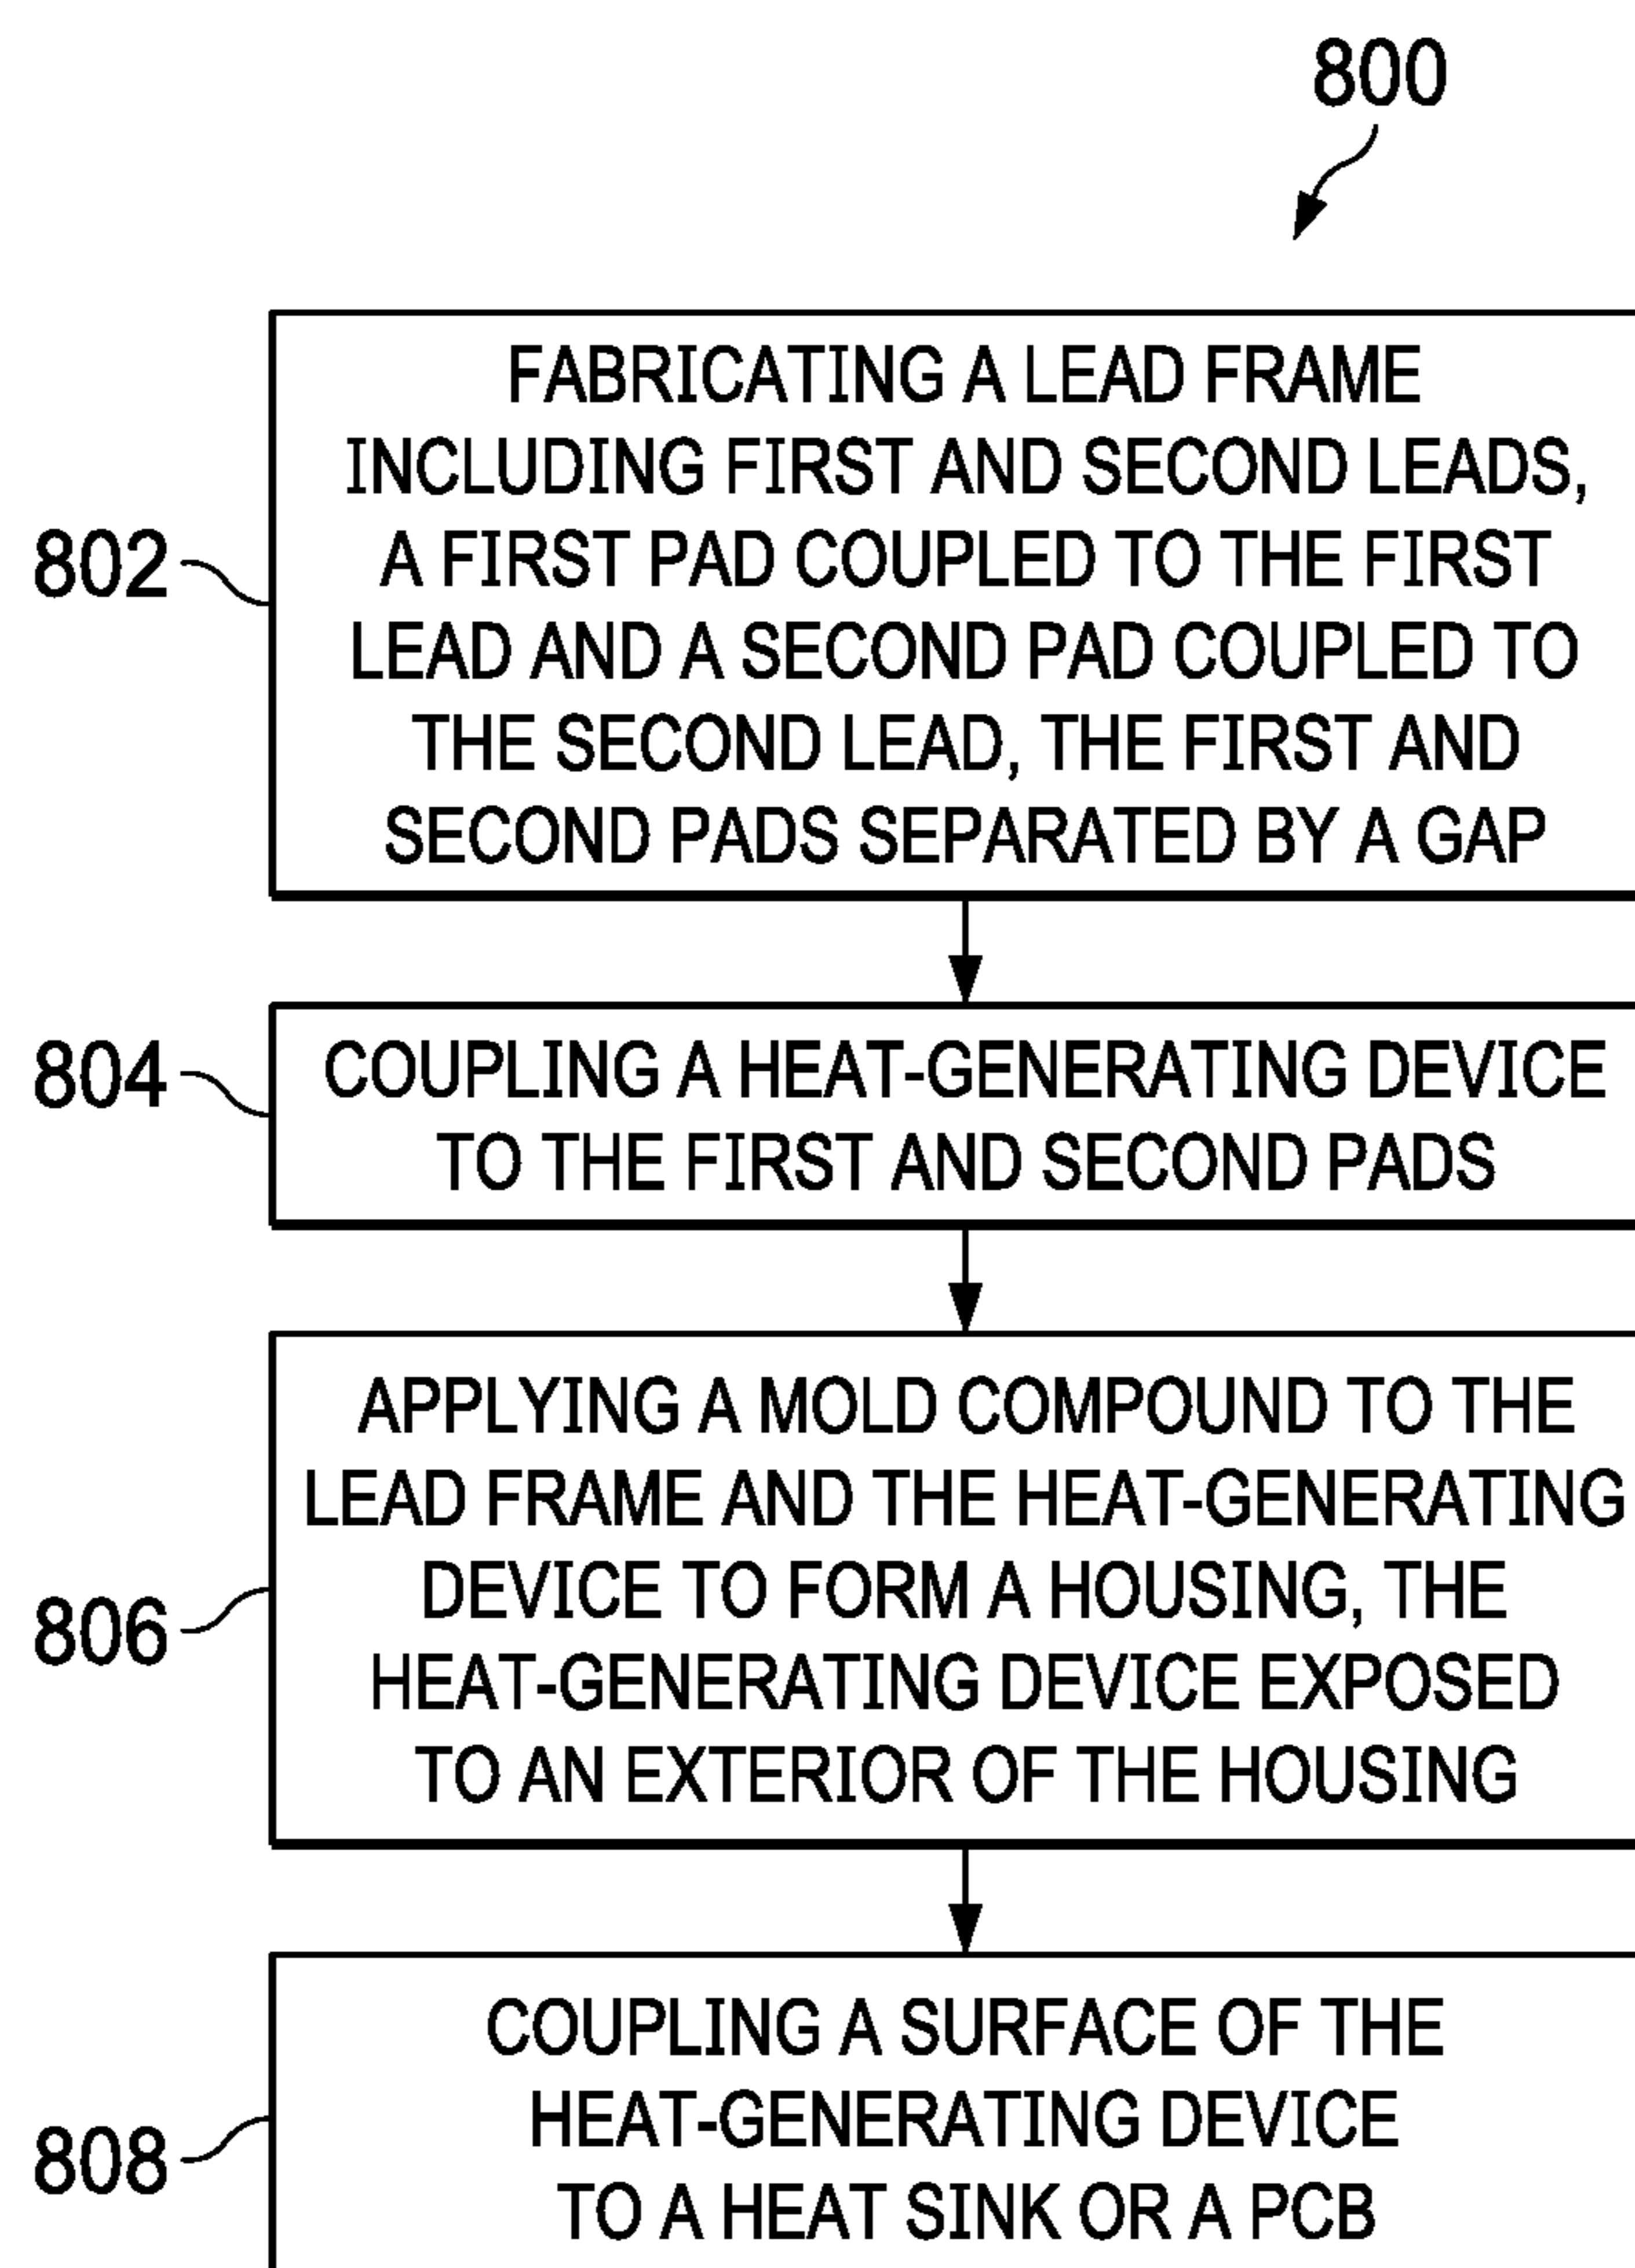 800
802
FABRICATING A LEAD FRAME
INCLUDING FIRST AND SECOND LEADS,
A FIRST PAD COUPLED TO THE FIRST
LEAD AND A SECOND PAD COUPLED TO
THE SECOND LEAD, THE FIRST AND
SECOND PADS SEPARATED BY A GAP
804
COUPLING A HEAT-GENERATING DEVICE
TO THE FIRST AND SECOND PADS
806
APPLYING A MOLD COMPOUND TO THE
LEAD FRAME AND THE HEAT-GENERATING
DEVICE TO FORM A HOUSING, THE
HEAT-GENERATING DEVICE EXPOSED
TO AN EXTERIOR OF THE HOUSING
808
COUPLING A SURFACE OF THE
HEAT-GENERATING DEVICE
TO A HEAT SINK OR A PCB